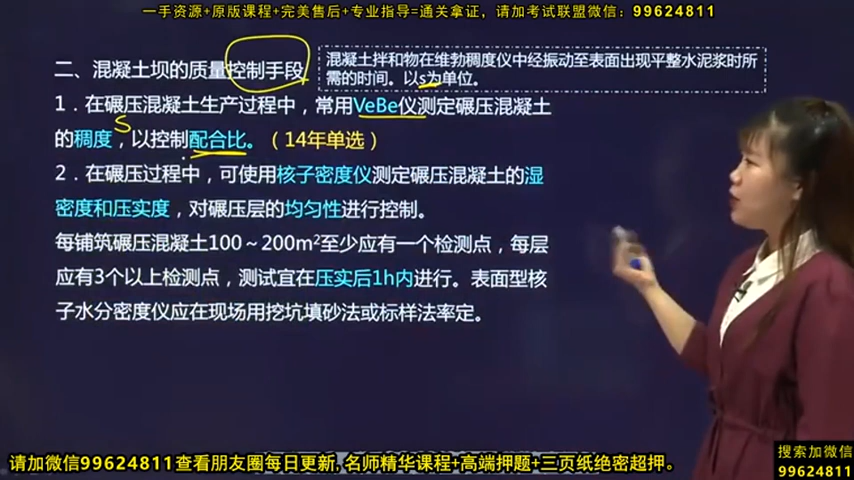 一手资源+原版课程+完美售后+专业指导=通关拿证，请加考试联盟微信：99624811
二、混凝土坝的质量控制手段
混凝土拌和物在维勃稠度仪中经振动至表面出现平整水泥浆时所
需的时间。以s为单位。
1．在碾压混凝土生产过程中，常用VeBe仪测定碾压混凝土
的稠度，以控制配合比。（14年单选）
S
2．在碾压过程中，可使用核子密度仪测定碾压混凝土的湿
密度和压实度，对碾压层的均匀性进行控制。
每铺筑碾压混凝土100～200m²至少应有一个检测点，每层
应有3个以上检测点，测试宜在压实后1h内进行。表面型核
子水分密度仪应在现场用挖坑填砂法或标样法率定。
请加微信99624811查看朋友圈每日更新, 名师精华课程+高端押题+三页纸绝密超押。
搜索加微信
99624811